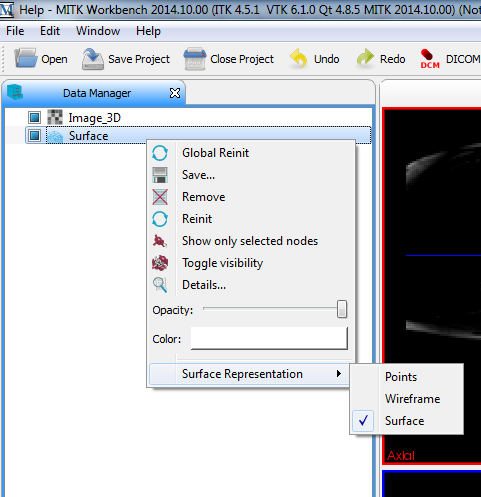 Help - MITK Workbench 2014.10.00 (ITK 4.5.1 VTK 6.1.0 Qt 4.8.5 MITK 2014.10.00) (Not
File Edit Window Help
Open Save Project Close Project Undo Redo DCM DICOM
Data Manager
Image_3D
Surface
Global Reinit
Save...
Remove
Reinit
Show only selected nodes
Toggle visibility
Details...
Opacity:
Color:
Surface Representation
Points
Wireframe
Surface
Axial